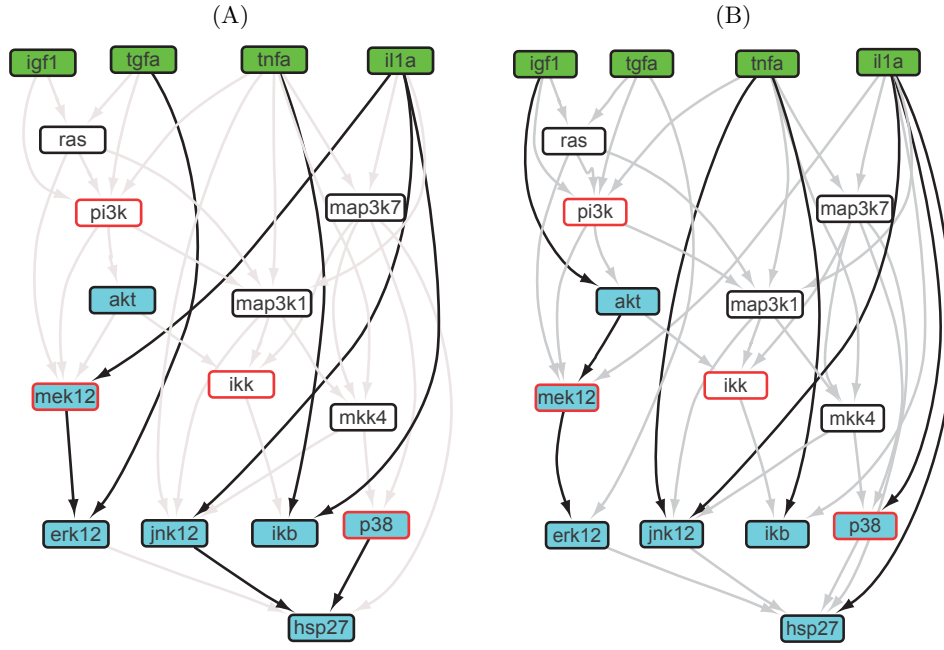 (A) (B)
igf1 tgfa tnfa il1a igf1 tgfa tnfa il1a
ras ras
pi3k map3k7 pi3k map3k7
akt map3k1 akt map3k1
mek12 ikk mek12 ikk
mkk4 mkk4
erk12 jnk12 ikb p38 erk12 jnk12 ikb p38
hsp27 hsp27